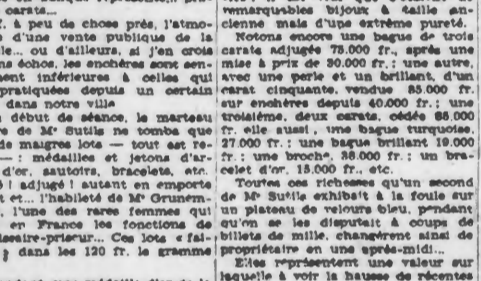 carats...
à peu de chose près, l'atmo-
d'une vente publique de la
le... ou d'ailleurs, si j'en crois
ns échos, les enchères sont sen-
ment inférieures à celles qui
pratiquées depuis un certain
dans notre ville
début de séance, le marteau
re de Me Sutils ne tomba que
de maigres lots — tout est re-
— : médailles et jetons d'ar-
d'or, sautoirs, bracelets, etc.
! adjugé ! autant en emporte
t et... l'habileté de Me Grunem-
l'une des rares femmes qui
en France les fonctions de
issaire-priseur... Ces lots « fai-
dans les 120 fr. le gramme
remarquables bijoux à taille an-
cienne mais d'une extrême pureté.
Notons encore une bague de trois
carats adjugée 75.000 fr., après une
mise à prix de 30.000 fr. ; une autre,
avec une perle et un brillant, d'un
carat cinquante, vendue 85.000 fr.
sur enchères depuis 40.000 fr. ; une
troisième, deux carats, cédée 65.000
fr. elle aussi, une bague turquoise,
27.000 fr. ; une bague brillant 19.000
fr. ; une broche, 38.000 fr. ; un bra-
celet d'or, 15.000 fr., etc.
Toutes ces richesses qu'un second
de Me Sutils exhibait à la foule sur
un plateau de velours bleu, pendant
qu'on se les disputait à coups de
billets de mille, changèrent ainsi de
propriétaire en une après-midi...
Elles représentent une valeur sur
laquelle à voir la hausse de récentes